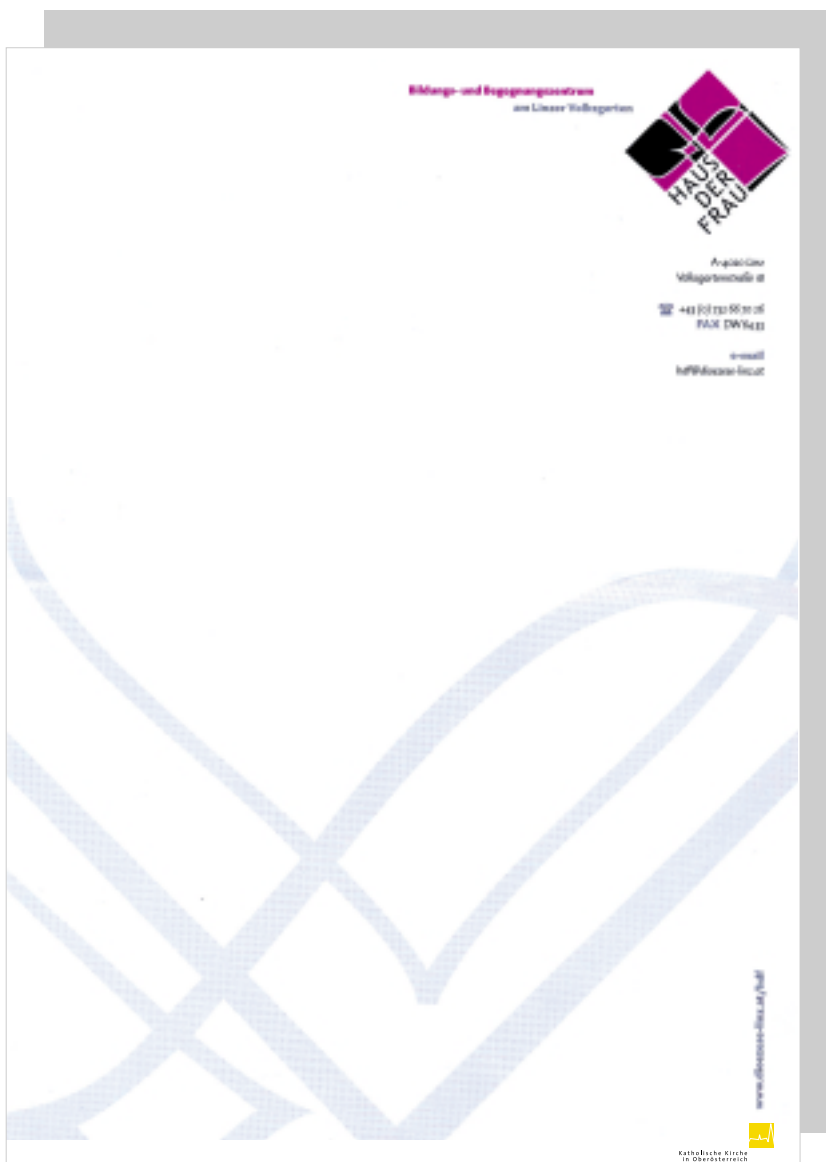 Bildungs- und Begegnungszentrum
am Linzer Volksgarten
HAUS
DER
FRAU
A-4020 Linz
Volksgartenstraße 18
+43 (0)732 66 70 26
FAX DW
e-mail
hdf@dioezese-linz.at
www.dioezese-linz.at/hdf
Katholische Kirche
in Oberösterreich